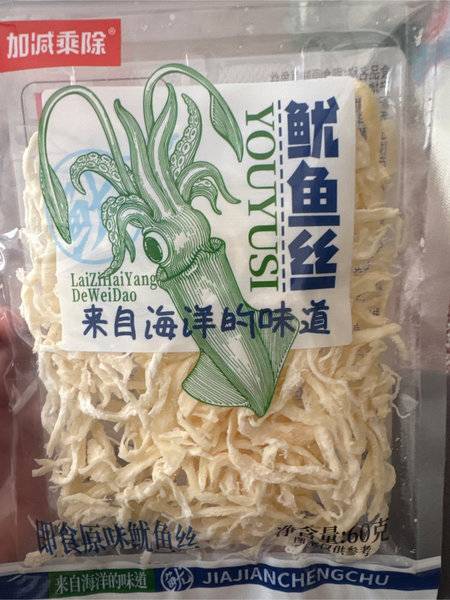 加减乘除®
鱿鱼丝
YOUYUSI
LaiZiHaiYang
DeWeiDao
来自海洋的味道
即食原味鱿鱼丝
净含量:60克
来自海洋的味道
JIAJIANCHENGCHU